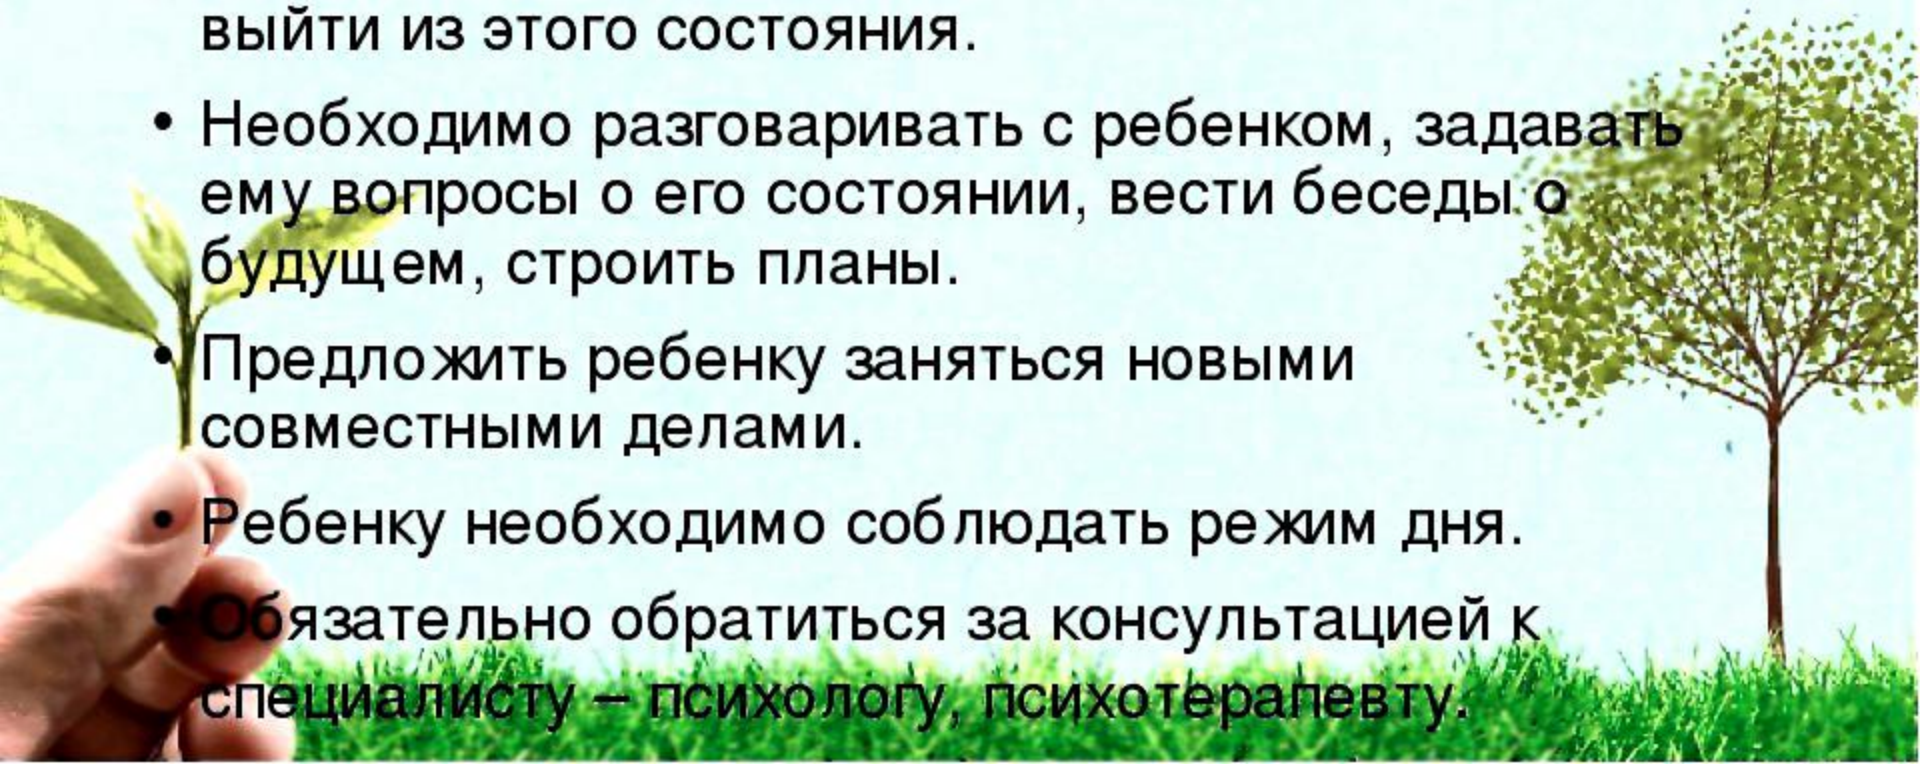 выйти из этого состояния.
• Необходимо разговаривать с ребенком, задавать
ему вопросы о его состоянии, вести беседы о
будущем, строить планы.
• Предложить ребенку заняться новыми
совместными делами.
• Ребенку необходимо соблюдать режим дня.
• Обязательно обратиться за консультацией к
специалисту – психологу, психотерапевту.